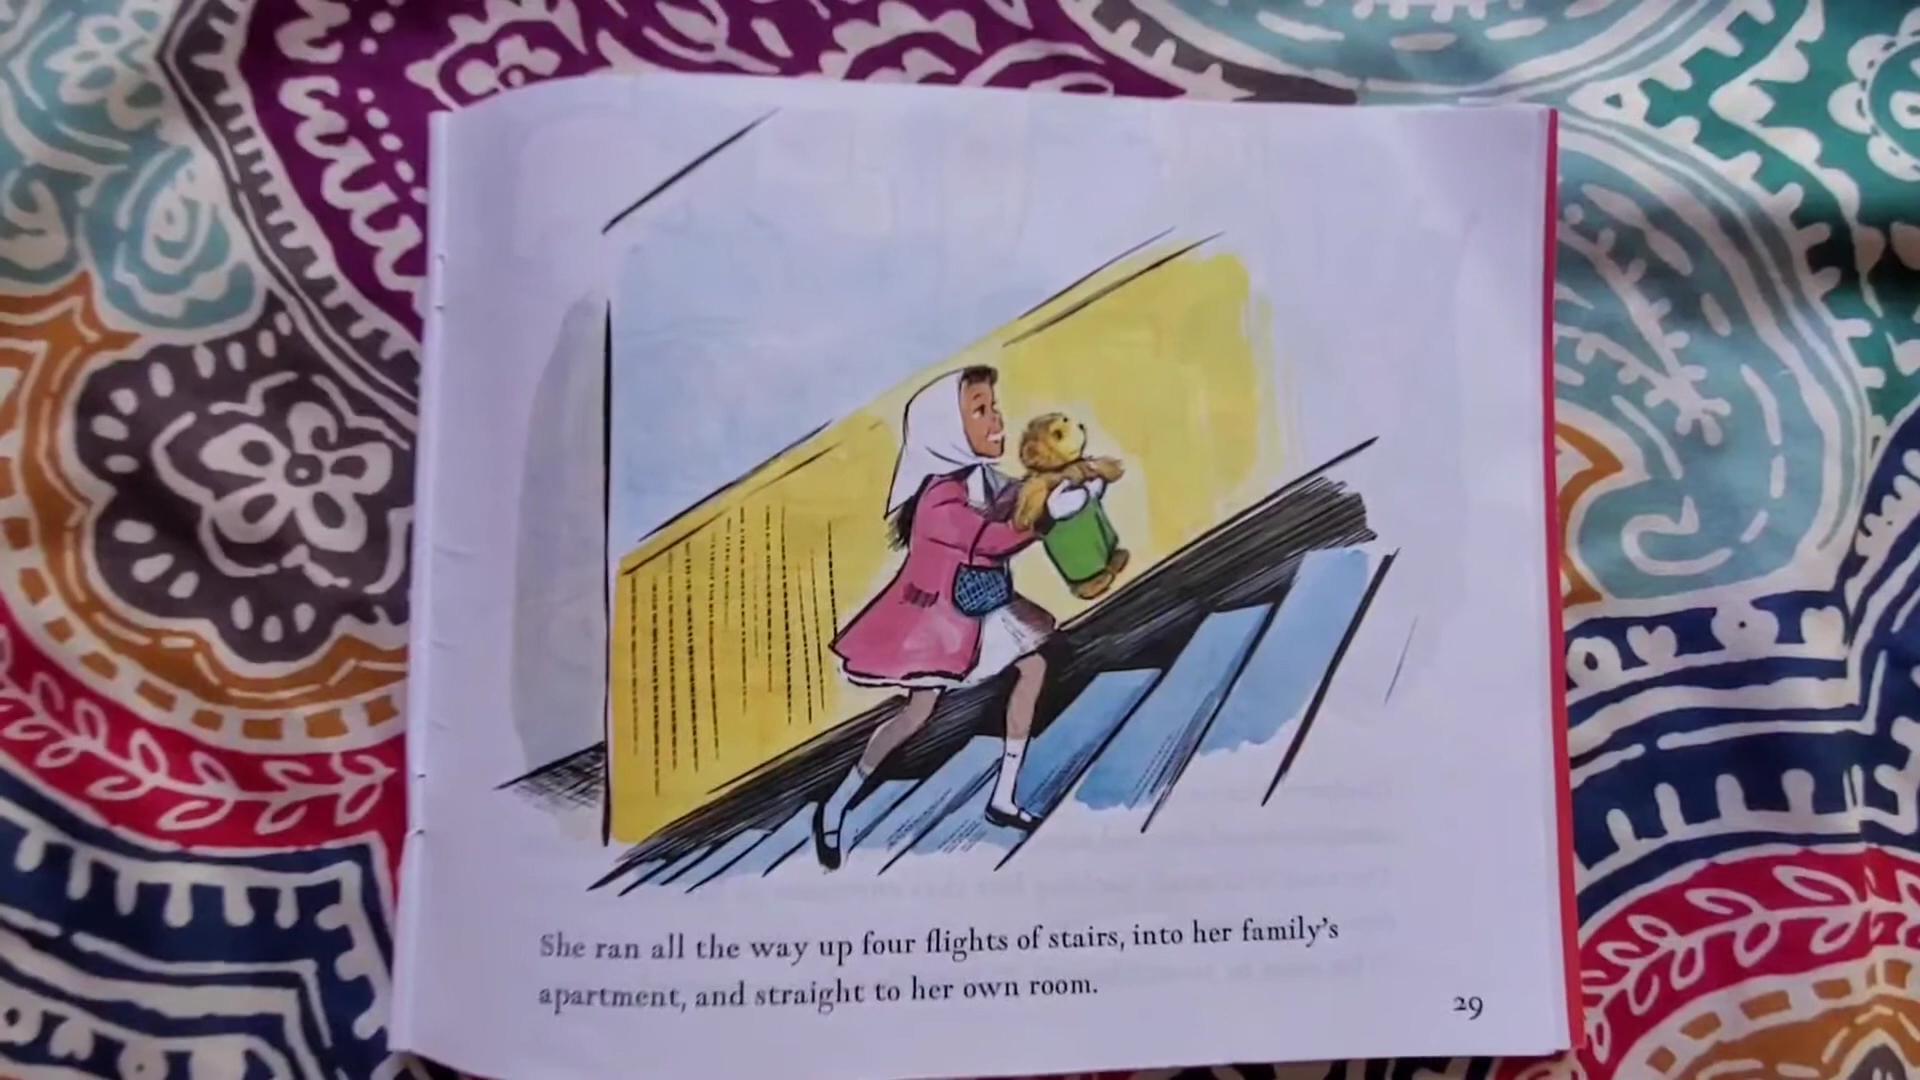 She ran all the way up four flights of stairs, into her family's
apartment, and straight to her own room.
29